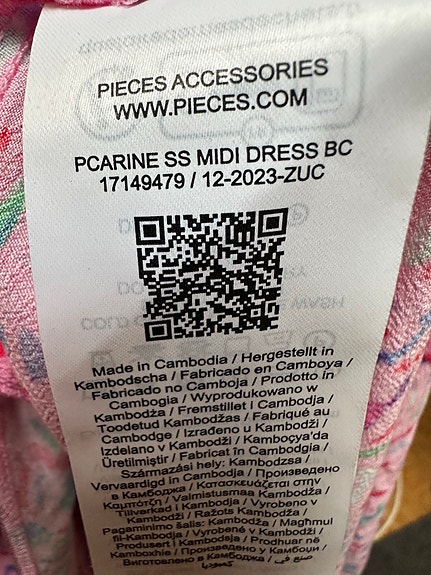 PIECES ACCESSORIES
WWW.PIECES.COM
PCARINE SS MIDI DRESS BC
17149479 / 12-2023-ZUC
Made in Cambodia / Hergestellt in
Kambodscha / Fabricado en Camboya /
Fabricado no Camboja / Prodotto in
Cambogia / Wyprodukowano w
Kambodża / Fremstillet i Cambodja /
Toodetud Kambodžas / Fabriqué au
Cambodge / Izrađeno u Kambodži /
Izdelano v Kambodži / Kamboçya'da
Üretilmiştir / Fabricat în Cambodgia /
Származási hely: Kambodzsa /
Vervaardigd in Cambodja / Произведено
в Камбоджа / Κατασκευάζεται στην
Καμπότζη / Valmistusmaa Kambodža /
Tillverkad i Kambodja / Vyrobeno v
Kambodži / Ražots Kambodža /
Pagaminimo šalis: Kambodža / Magħmul
fil-Kambodja / Vyrobené v Kambodži /
Produsert i Kambodsja / Prodhuar në
Kamboxhie / Произведено у Камбоџи /
Виготовлено в Камбоджі / صنع في
كمبوديا